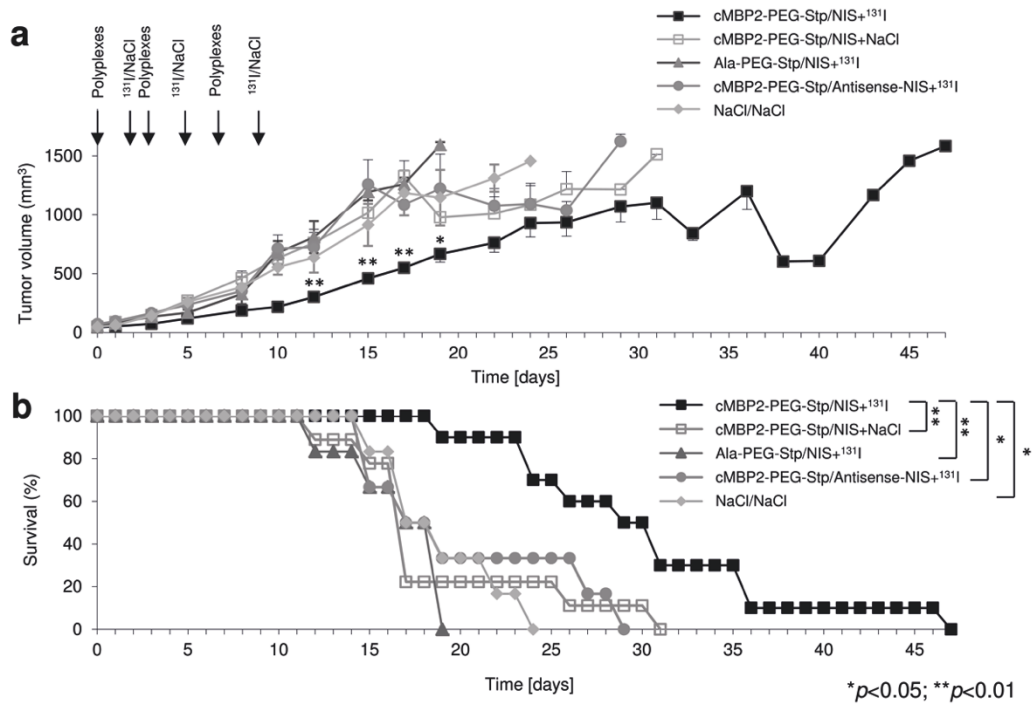 a
Polyplexes
¹³¹I/NaCl
Polyplexes
¹³¹I/NaCl
Polyplexes
¹³¹I/NaCl
cMBP2-PEG-Stp/NIS+¹³¹I
cMBP2-PEG-Stp/NIS+NaCl
Ala-PEG-Stp/NIS+¹³¹I
cMBP2-PEG-Stp/Antisense-NIS+¹³¹I
NaCl/NaCl
Tumor volume (mm³)
1500
1000
500
0
** ** ** *
0 5 10 15 20 25 30 35 40 45
Time [days]
b
cMBP2-PEG-Stp/NIS+¹³¹I
cMBP2-PEG-Stp/NIS+NaCl
Ala-PEG-Stp/NIS+¹³¹I
cMBP2-PEG-Stp/Antisense-NIS+¹³¹I
NaCl/NaCl
** ** * *
Survival (%)
100
80
60
40
20
0
0 5 10 15 20 25 30 35 40 45
Time [days]
*p<0.05; **p<0.01